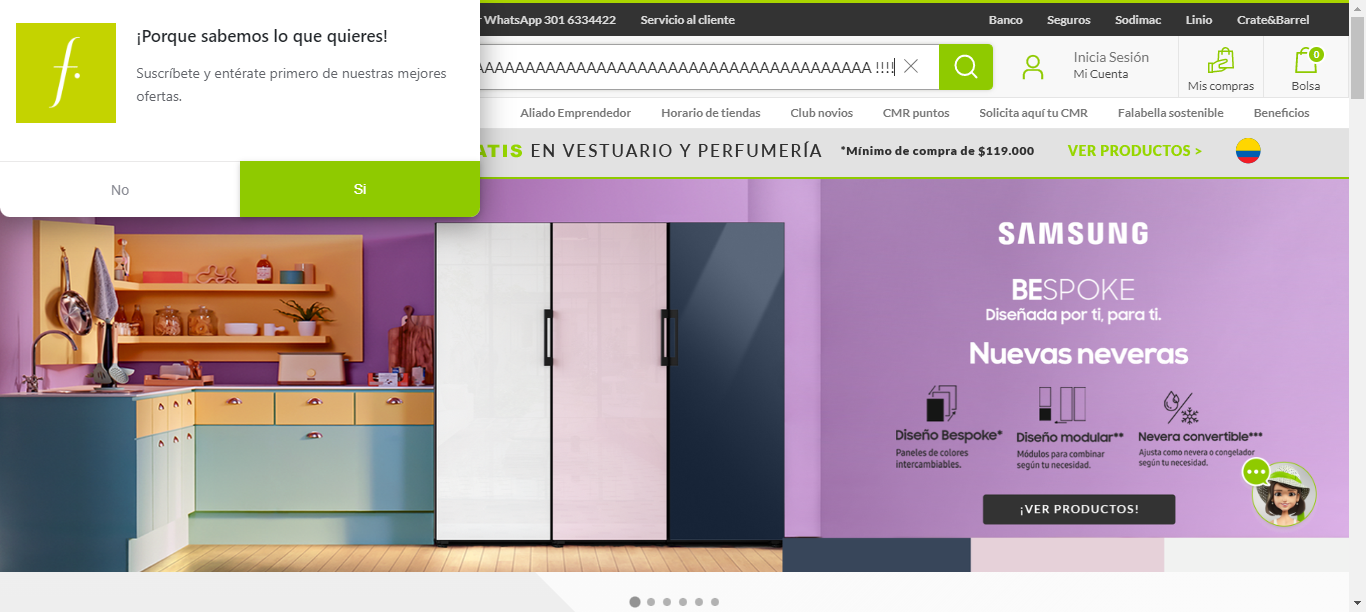 ¡Porque sabemos lo que quieres!
Suscríbete y entérate primero de nuestras mejores
ofertas.
No
Si
WhatsApp 301 6334422
Servicio al cliente
Banco
Seguros
Sodimac
Linio
Crate&Barrel
AAAAAAAAAAAAAAAAAAAAAAAAAAAAAAAAAAAAAA !!!!
Inicia Sesión
Mi Cuenta
Mis compras
0
Bolsa
Aliado Emprendedor
Horario de tiendas
Club novios
CMR puntos
Solicita aquí tu CMR
Falabella sostenible
Beneficios
ATIS EN VESTUARIO Y PERFUMERÍA
*Mínimo de compra de $119.000
VER PRODUCTOS >
SAMSUNG
BESPOKE
Diseñada por ti, para ti.
Nuevas neveras
Diseño Bespoke*
Paneles de colores
intercambiables.
Diseño modular**
Módulos para combinar
según tu necesidad.
Nevera convertible***
Ajusta como nevera o congelador
según tu necesidad.
¡VER PRODUCTOS!